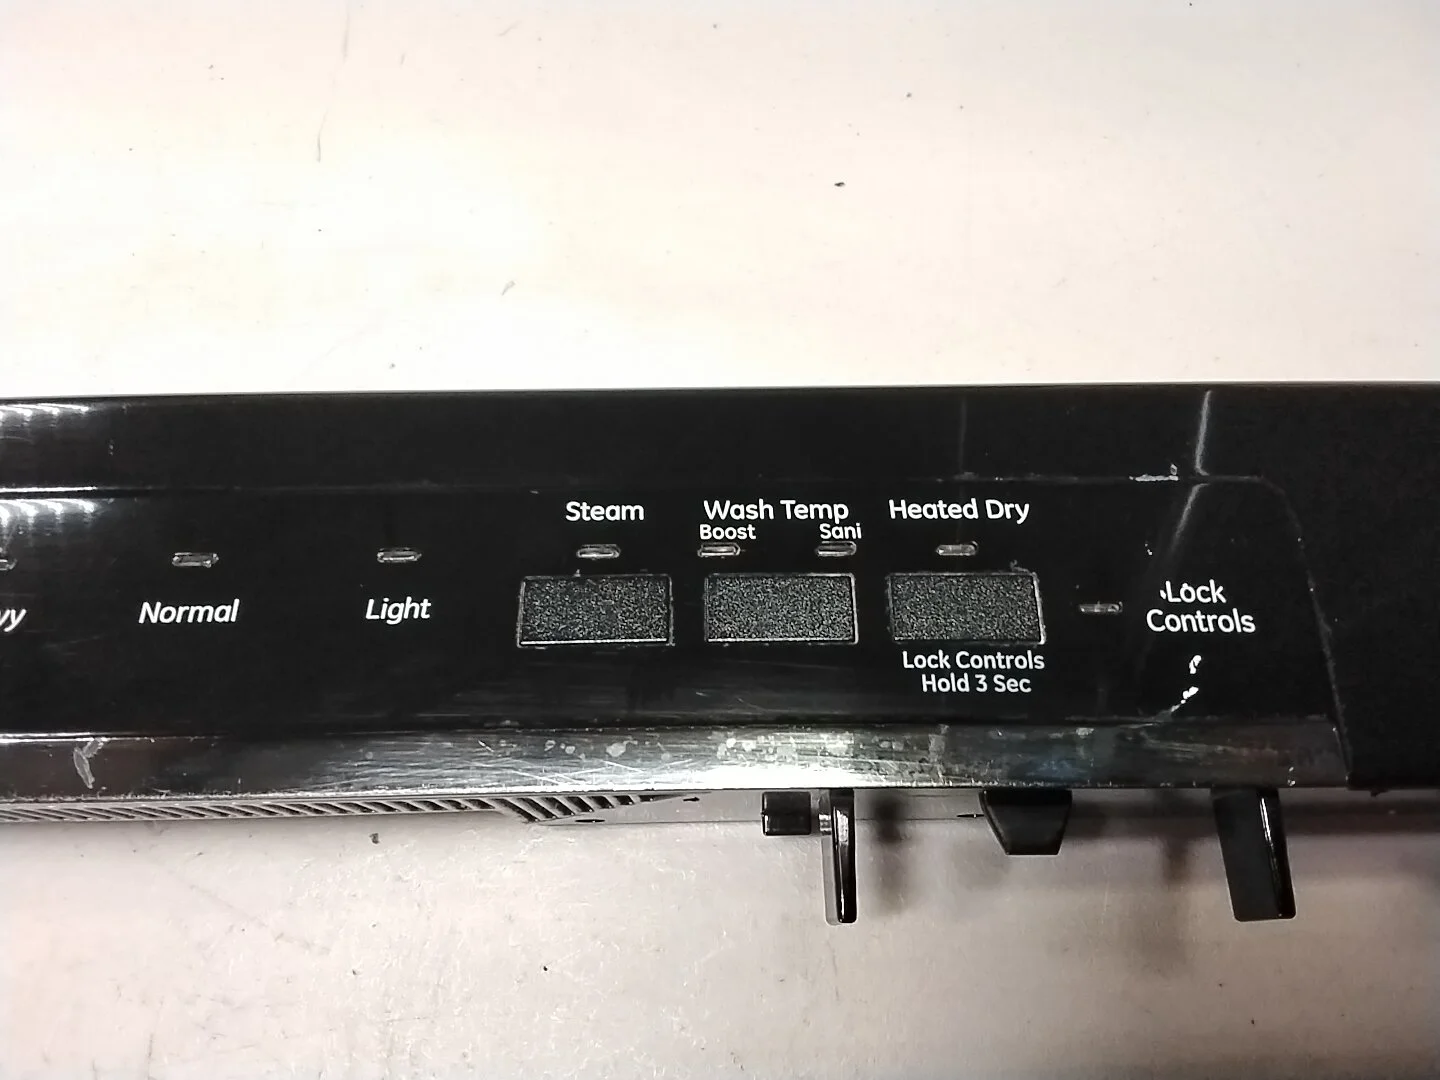 Steam
Wash Temp
Boost
Sani
Heated Dry
Normal
Light
Lock
Controls
Lock Controls
Hold 3 Sec